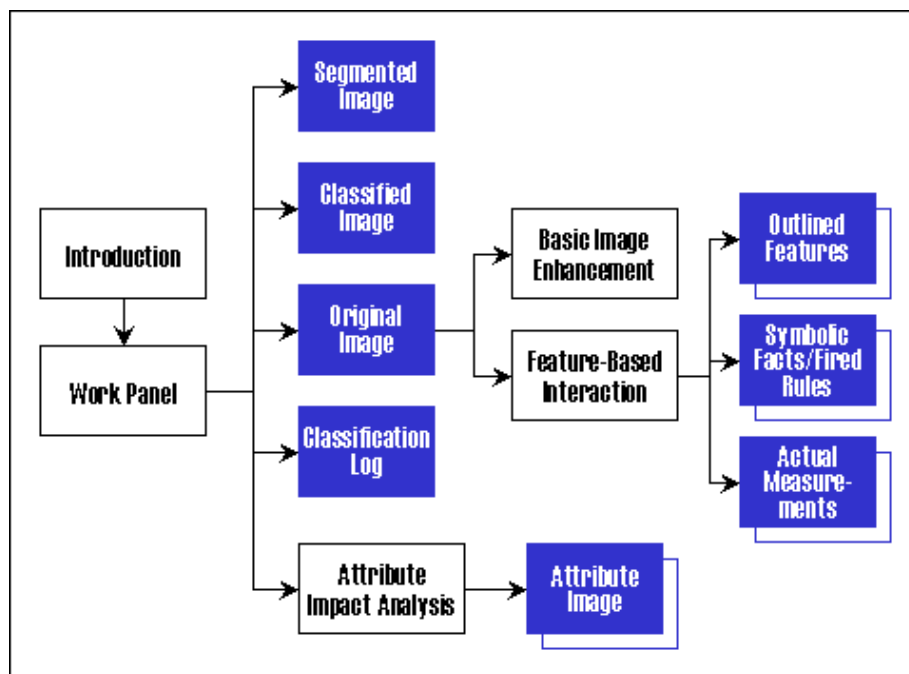 Segmented
Image
Classified
Image
Introduction
Basic Image
Enhancement
Outlined
Features
Original
Image
Work Panel
Feature-Based
Interaction
Symbolic
Facts/Fired
Rules
Classification
Log
Actual
Measure-
ments
Attribute
Impact Analysis
Attribute
Image